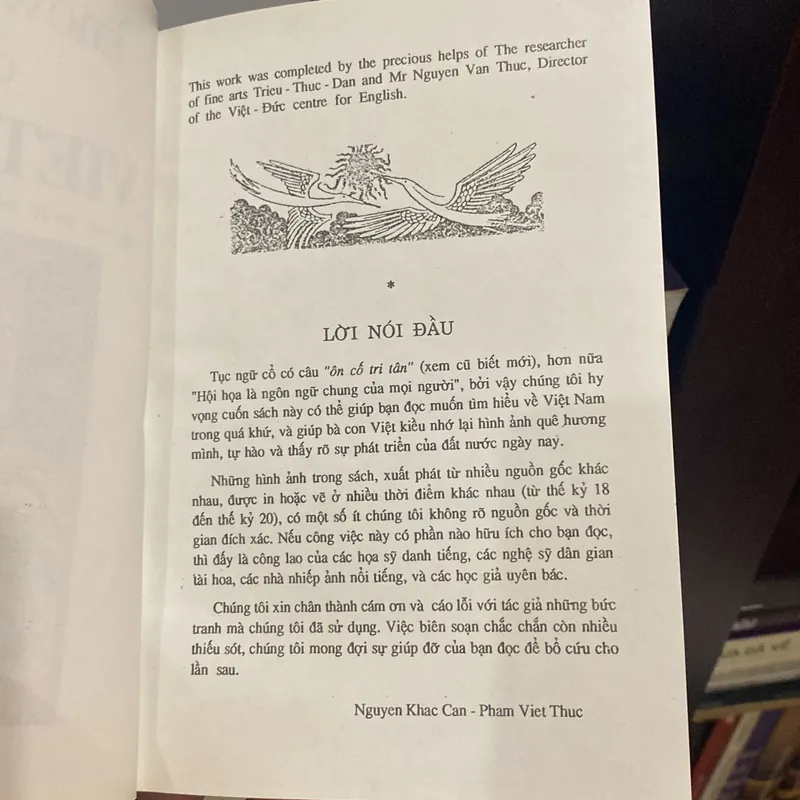 This work was completed by the precious helps of The researcher
of fine arts Trieu - Thuc - Dan and Mr Nguyen Van Thuc, Director
of the Việt - Đức centre for English.
*
LỜI NÓI ĐẦU
Tục ngữ cổ có câu "ôn cố tri tân" (xem cũ biết mới), hơn nữa
"Hội họa là ngôn ngữ chung của mọi người", bởi vậy chúng tôi hy
vọng cuốn sách này có thể giúp bạn đọc muốn tìm hiểu về Việt Nam
trong quá khứ, và giúp bà con Việt kiều nhớ lại hình ảnh quê hương
mình, tự hào và thấy rõ sự phát triển của đất nước ngày nay.
Những hình ảnh trong sách, xuất phát từ nhiều nguồn gốc khác
nhau, được in hoặc vẽ ở nhiều thời điểm khác nhau (từ thế kỷ 18
đến thế kỷ 20), có một số ít chúng tôi không rõ nguồn gốc và thời
gian đích xác. Nếu công việc này có phần nào hữu ích cho bạn đọc,
thì đấy là công lao của các họa sỹ danh tiếng, các nghệ sỹ dân gian
tài hoa, các nhà nhiếp ảnh nổi tiếng, và các học giả uyên bác.
Chúng tôi xin chân thành cám ơn và cáo lỗi với tác giả những bức
tranh mà chúng tôi đã sử dụng. Việc biên soạn chắc chắn còn nhiều
thiếu sót, chúng tôi mong đợi sự giúp đỡ của bạn đọc để bổ cứu cho
lần sau.
Nguyen Khac Can - Pham Viet Thuc